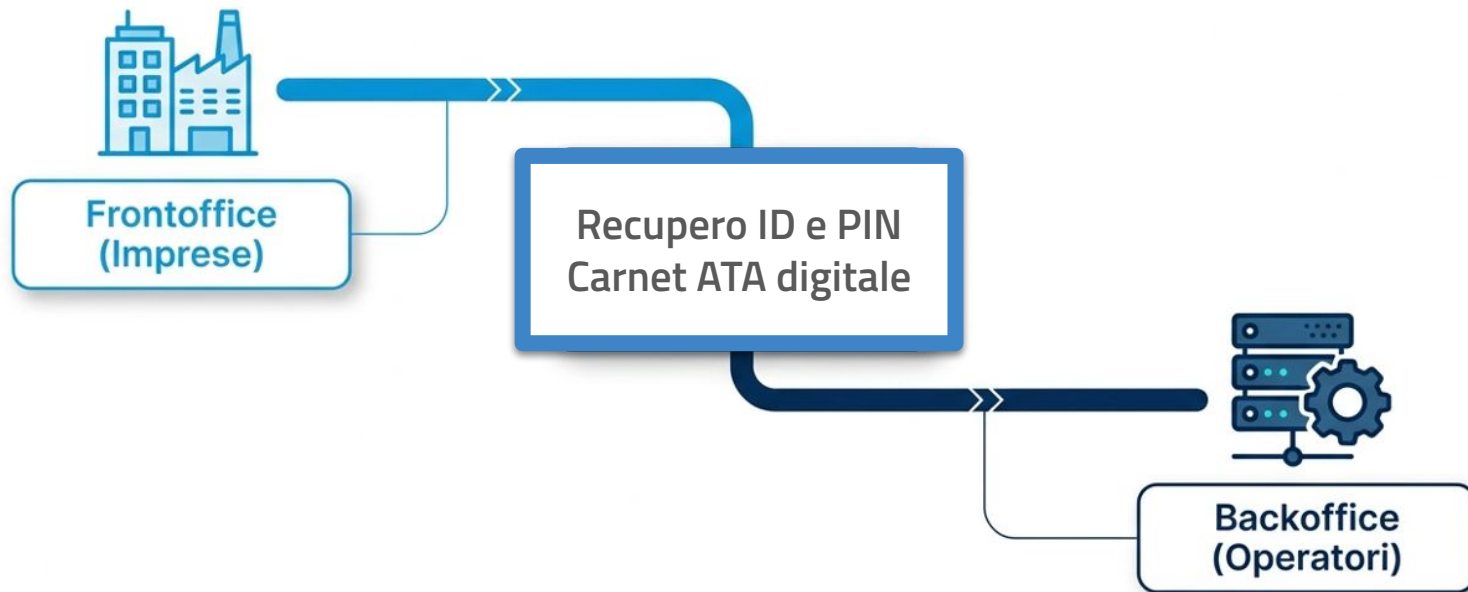 Frontoffice
(Imprese)
Recupero ID e PIN
Carnet ATA digitale
Backoffice
(Operatori)